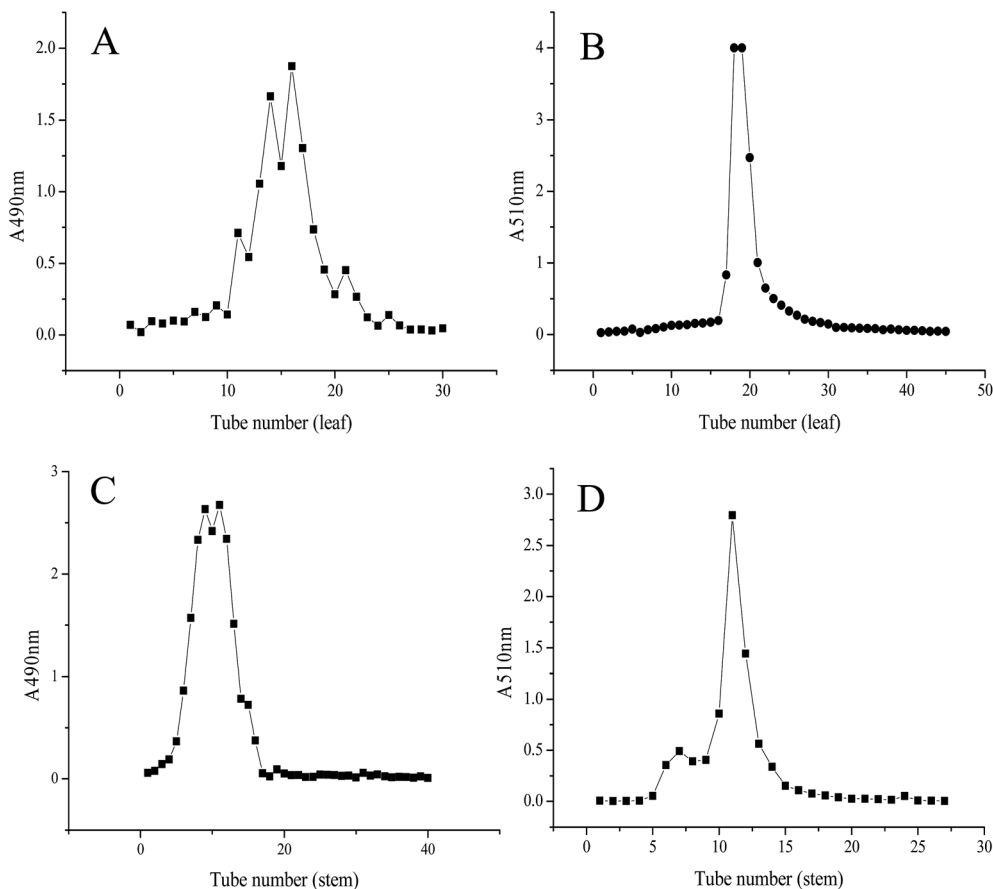 A
A490nm
2.0
1.5
1.0
0.5
0.0
0 10 20 30
Tube number (leaf)
B
A510nm
4
3
2
1
0
0 10 20 30 40 50
Tube number (leaf)
C
A490nm
3
2
1
0
0 20 40
Tube number (stem)
D
A510nm
3.0
2.5
2.0
1.5
1.0
0.5
0.0
0 5 10 15 20 25 30
Tube number (stem)